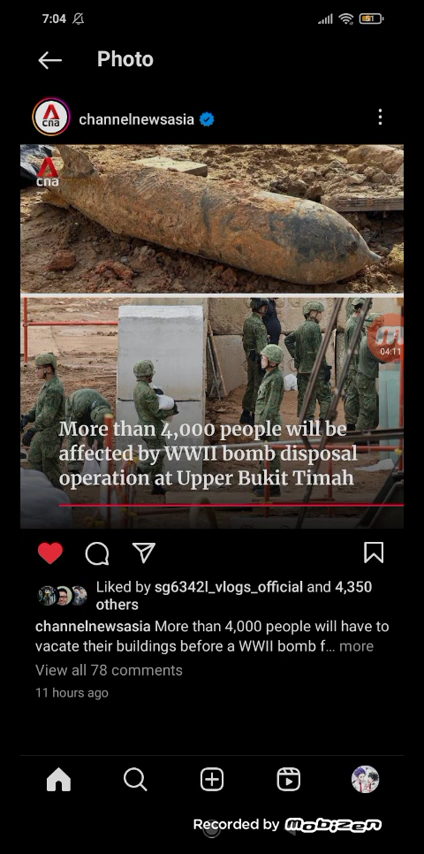 7:04
Photo
channelnewsasia
cna
cna
04:11
More than 4,000 people will be
affected by WWII bomb disposal
operation at Upper Bukit Timah
Liked by sg6342l_vlogs_official and 4,350
others
channelnewsasia More than 4,000 people will have to
vacate their buildings before a WWII bomb f... more
View all 78 comments
11 hours ago
Recorded by Mobizen